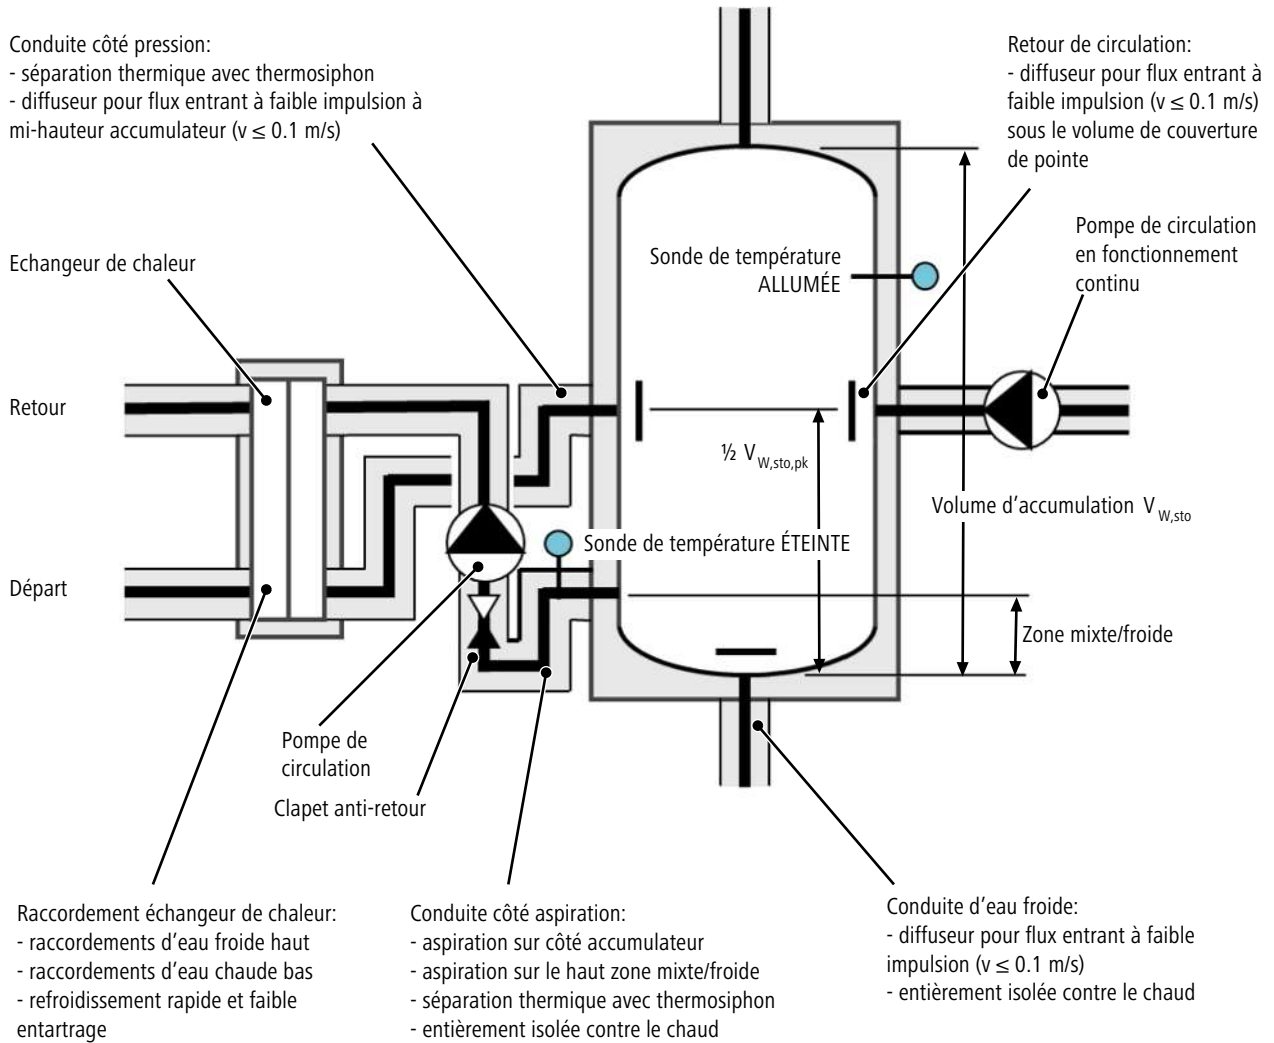 Conduite côté pression:
- séparation thermique avec thermosiphon
- diffuseur pour flux entrant à faible impulsion à
mi-hauteur accumulateur (v ≤ 0.1 m/s)
Retour de circulation:
- diffuseur pour flux entrant à
faible impulsion (v ≤ 0.1 m/s)
sous le volume de couverture
de pointe
Pompe de circulation
en fonctionnement
continu
Sonde de température
ALLUMÉE
Echangeur de chaleur
Retour
½ V W,sto,pk
Volume d'accumulation V W,sto
Sonde de température ÉTEINTE
Départ
Zone mixte/froide
Pompe de
circulation
Clapet anti-retour
Raccordement échangeur de chaleur:
- raccordements d'eau froide haut
- raccordements d'eau chaude bas
- refroidissement rapide et faible
entartrage
Conduite côté aspiration:
- aspiration sur côté accumulateur
- aspiration sur le haut zone mixte/froide
- séparation thermique avec thermosiphon
- entièrement isolée contre le chaud
Conduite d'eau froide:
- diffuseur pour flux entrant à faible
impulsion (v ≤ 0.1 m/s)
- entièrement isolée contre le chaud